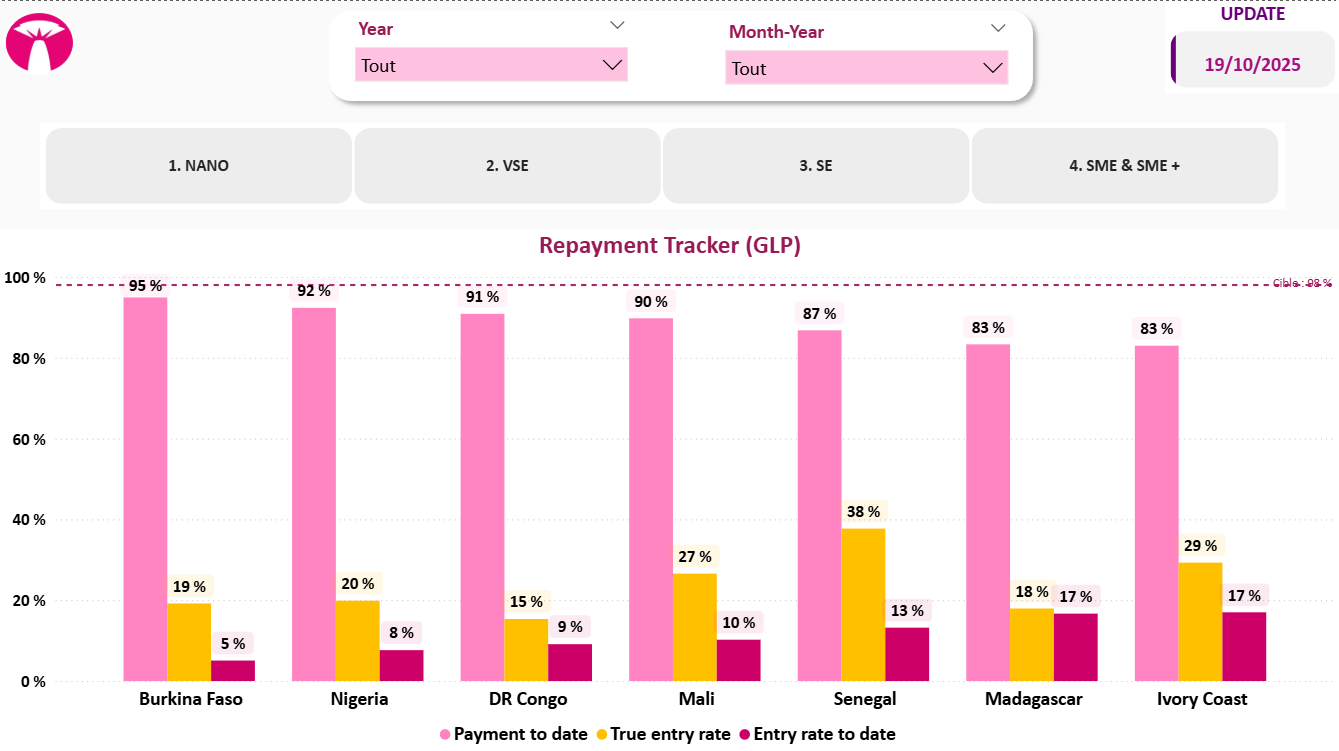 Year
Tout
Month-Year
Tout
UPDATE
19/10/2025
1. NANO
2. VSE
3. SE
4. SME & SME +
Repayment Tracker (GLP)
100 %
80 %
60 %
40 %
20 %
0 %
Cible : 98 %
95 %
19 %
5 %
92 %
20 %
8 %
91 %
15 %
9 %
90 %
27 %
10 %
87 %
38 %
13 %
83 %
18 %
17 %
83 %
29 %
17 %
Burkina Faso
Nigeria
DR Congo
Mali
Senegal
Madagascar
Ivory Coast
Payment to date
True entry rate
Entry rate to date